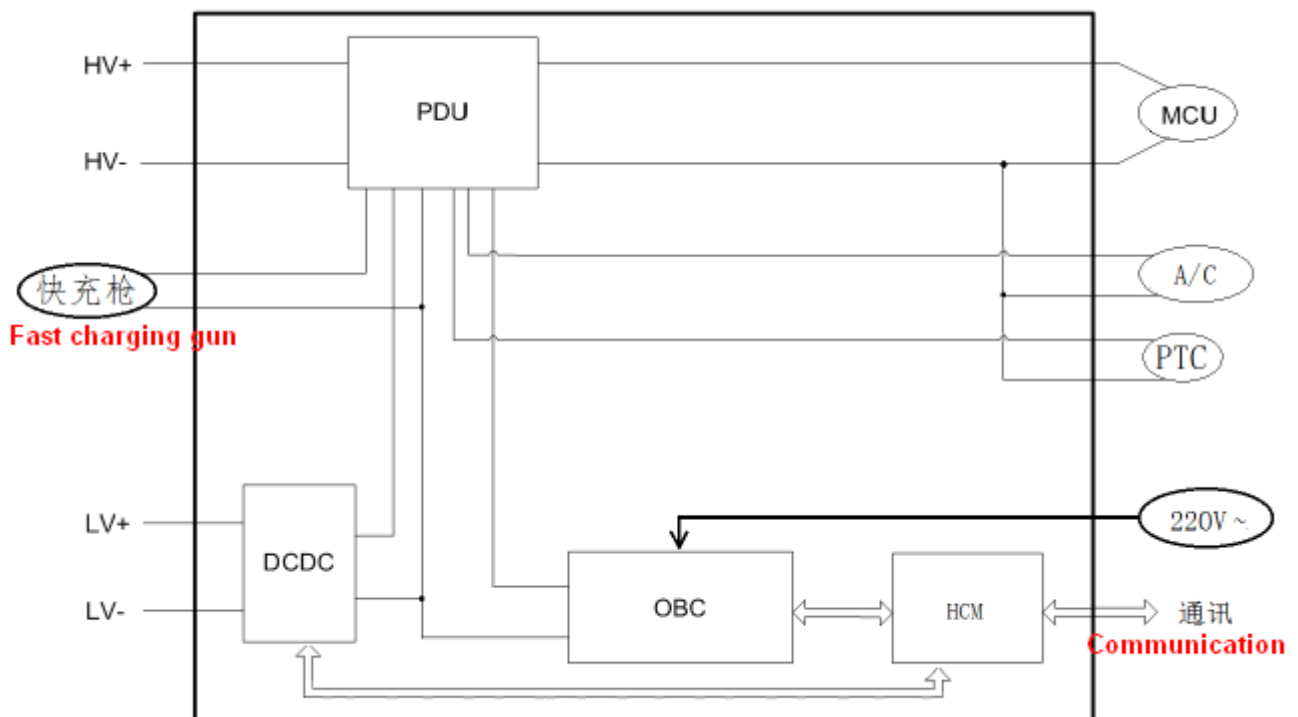 HV+
PDU
MCU
HV-
快充枪
Fast charging gun
A/C
PTC
LV+
DCDC
LV-
220V~
OBC
HCM
通讯
Communication